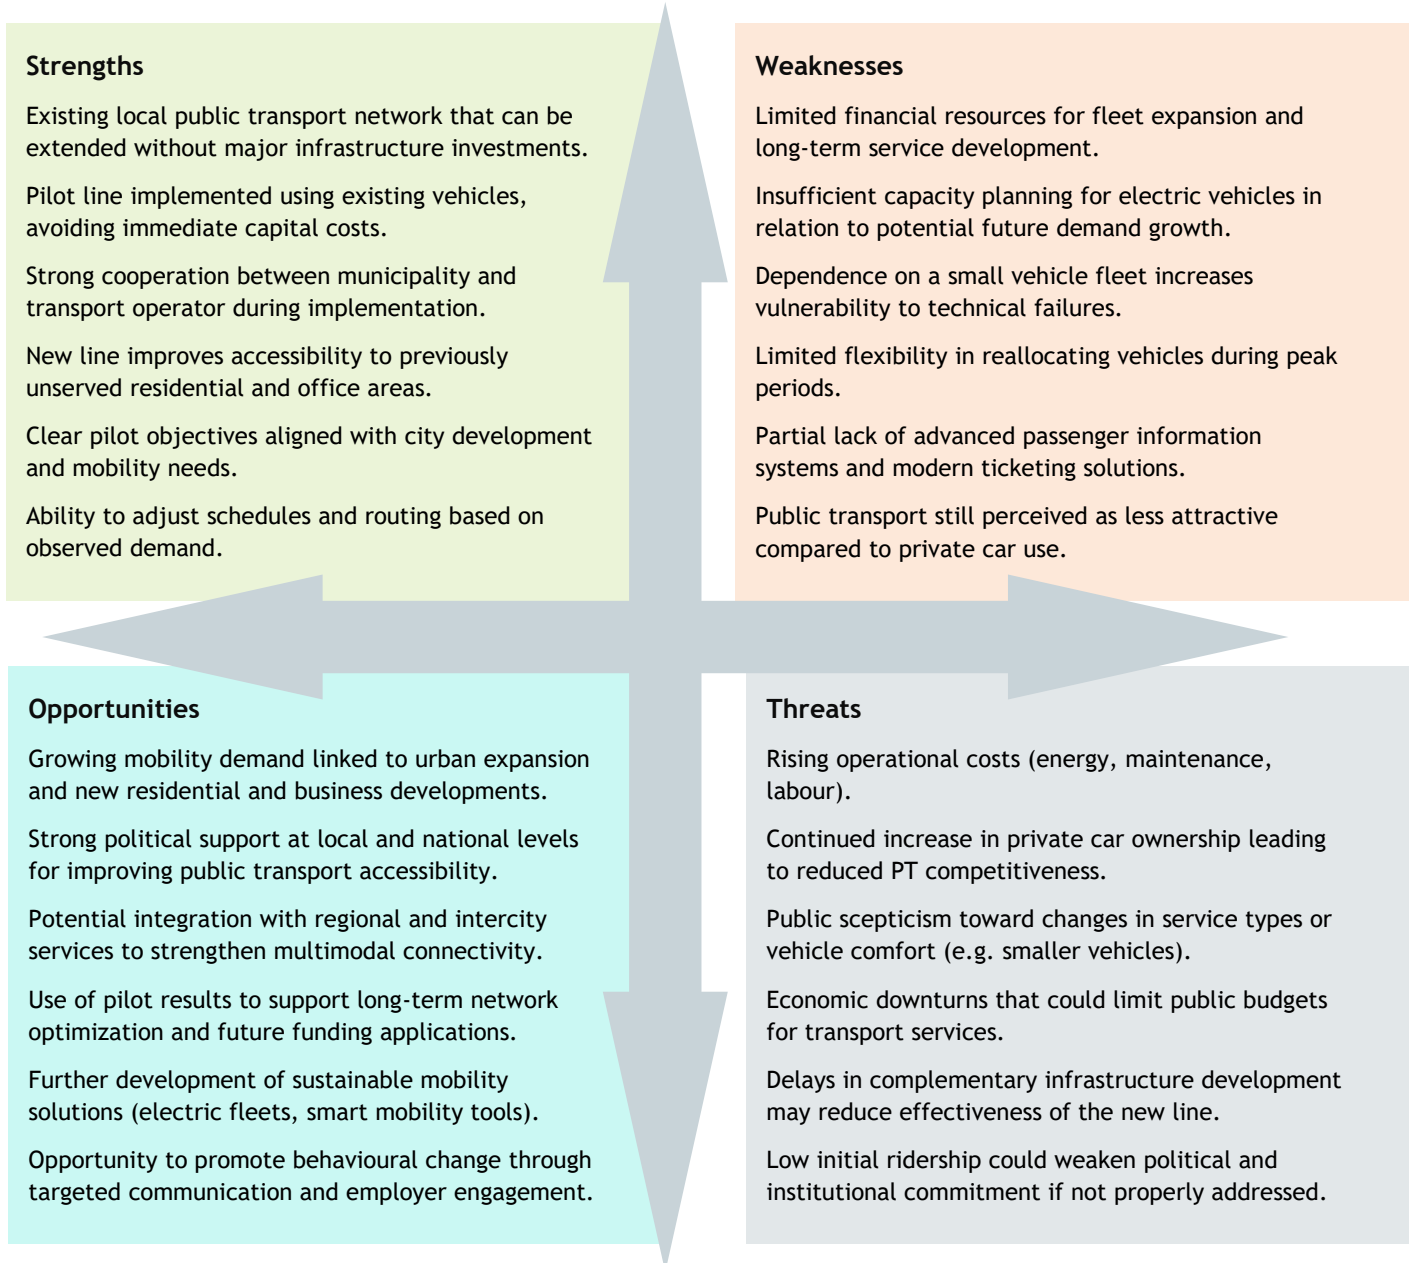 Strengths
Existing local public transport network that can be
extended without major infrastructure investments.
Pilot line implemented using existing vehicles,
avoiding immediate capital costs.
Strong cooperation between municipality and
transport operator during implementation.
New line improves accessibility to previously
unserved residential and office areas.
Clear pilot objectives aligned with city development
and mobility needs.
Ability to adjust schedules and routing based on
observed demand.
Weaknesses
Limited financial resources for fleet expansion and
long-term service development.
Insufficient capacity planning for electric vehicles in
relation to potential future demand growth.
Dependence on a small vehicle fleet increases
vulnerability to technical failures.
Limited flexibility in reallocating vehicles during peak
periods.
Partial lack of advanced passenger information
systems and modern ticketing solutions.
Public transport still perceived as less attractive
compared to private car use.
Opportunities
Growing mobility demand linked to urban expansion
and new residential and business developments.
Strong political support at local and national levels
for improving public transport accessibility.
Potential integration with regional and intercity
services to strengthen multimodal connectivity.
Use of pilot results to support long-term network
optimization and future funding applications.
Further development of sustainable mobility
solutions (electric fleets, smart mobility tools).
Opportunity to promote behavioural change through
targeted communication and employer engagement.
Threats
Rising operational costs (energy, maintenance,
labour).
Continued increase in private car ownership leading
to reduced PT competitiveness.
Public scepticism toward changes in service types or
vehicle comfort (e.g. smaller vehicles).
Economic downturns that could limit public budgets
for transport services.
Delays in complementary infrastructure development
may reduce effectiveness of the new line.
Low initial ridership could weaken political and
institutional commitment if not properly addressed.